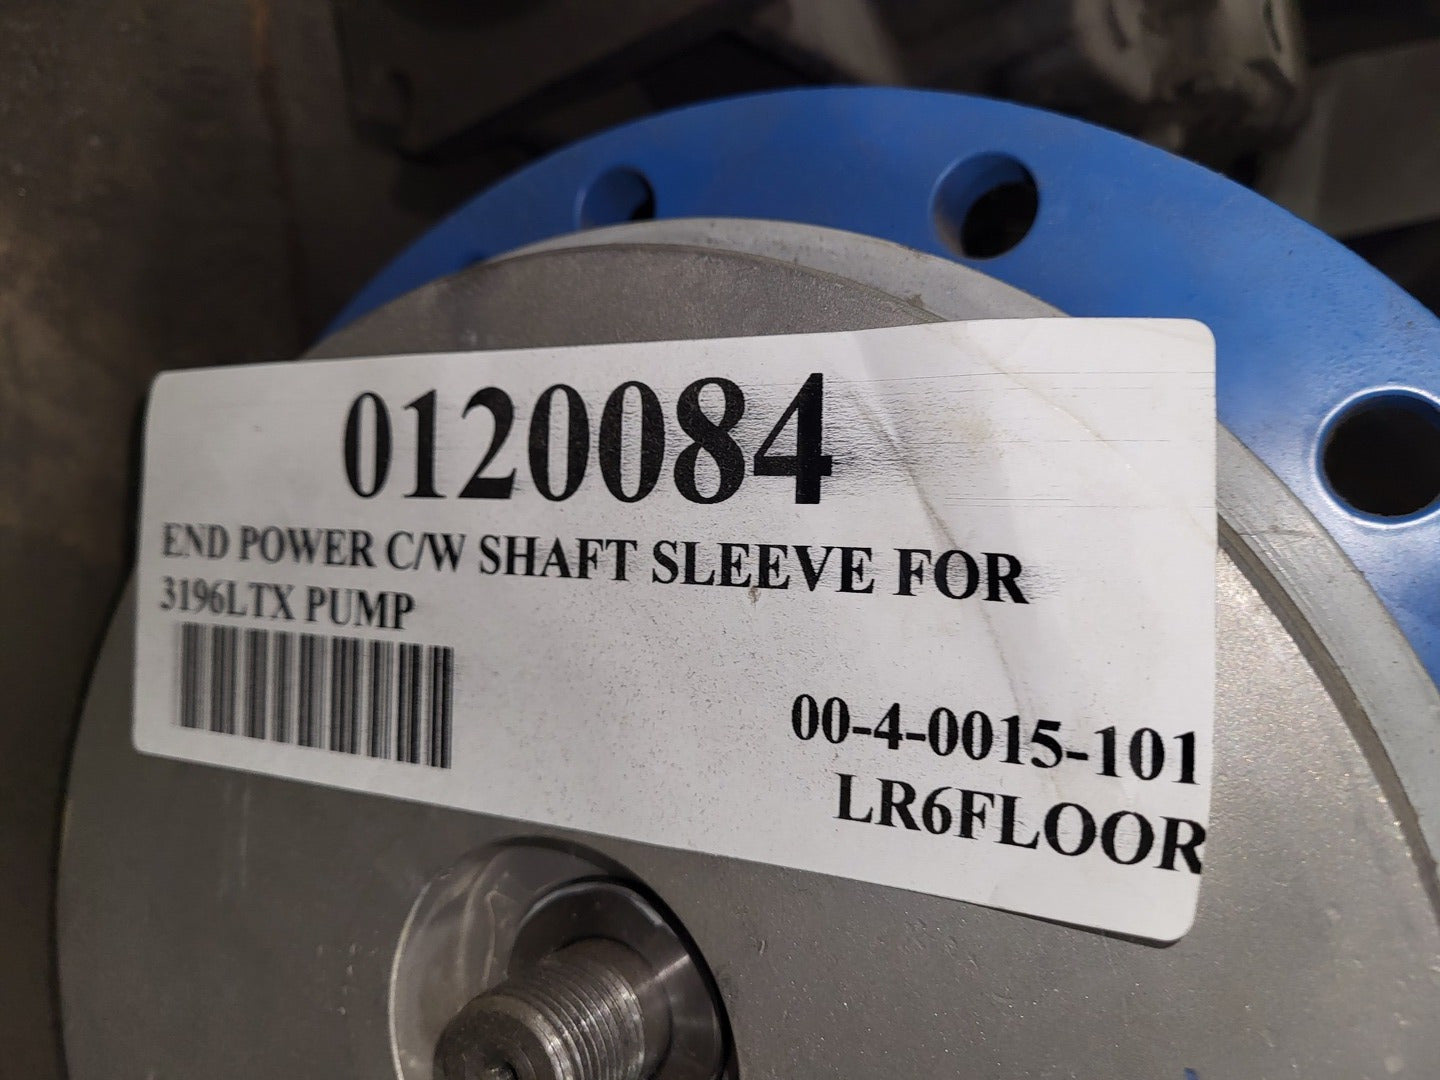 0120084
END POWER C/W SHAFT SLEEVE FOR
3196LTX PUMP
00-4-0015-101
LR6FLOOR